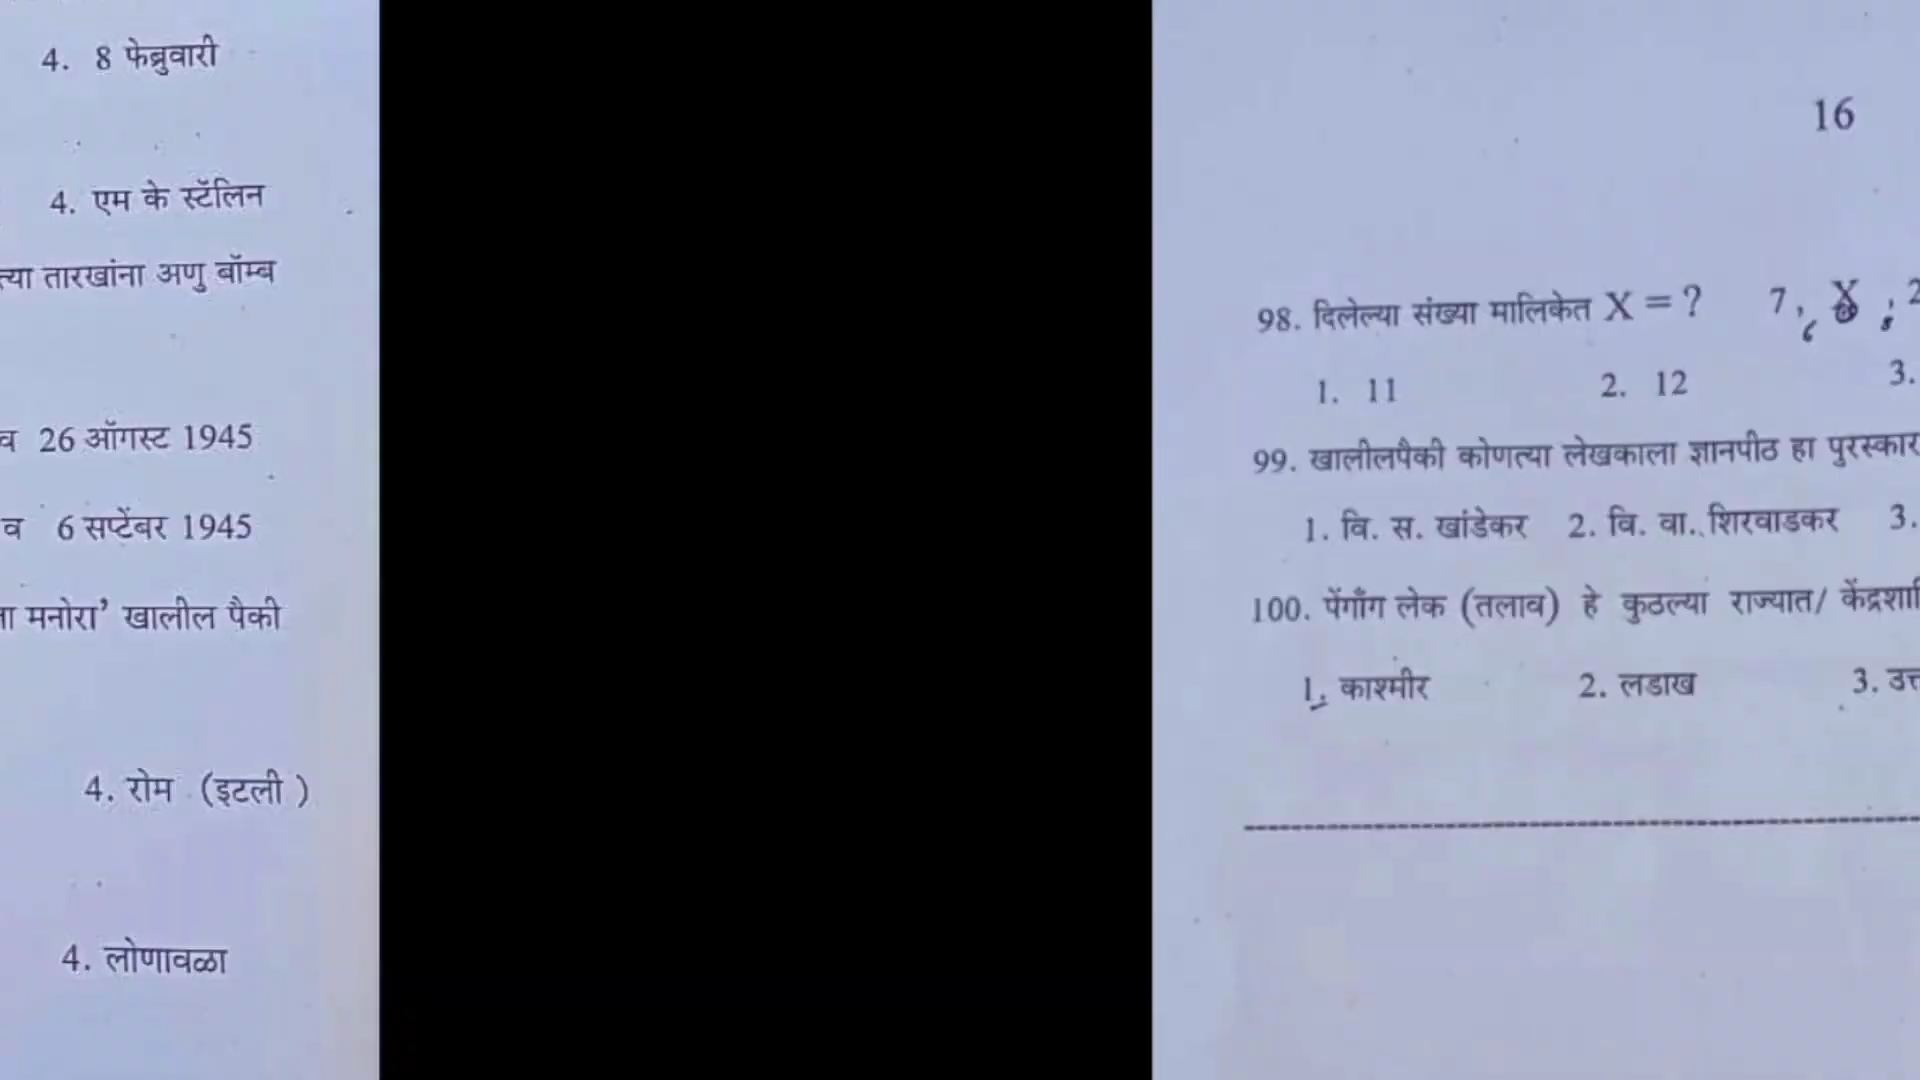 4. 8 फेब्रुवारी
4. एम के स्टॅलिन
त्या तारखांना अणु बॉम्ब
व 26 ऑगस्ट 1945
व 6 सप्टेंबर 1945
मनोरा’ खालील पैकी
4. रोम (इटली )
4. लोणावळा
16
98. दिलेल्या संख्या मालिकेत X = ? 7, X ,
1. 11 2. 12 3.
99. खालीलपैकी कोणत्या लेखकाला ज्ञानपीठ हा पुरस्कार
1. वि. स. खांडेकर 2. वि. वा. शिरवाडकर 3.
100. पेंगाँग लेक (तलाव) हे कुठल्या राज्यात/
1. काश्मीर 2. लडाख 3.